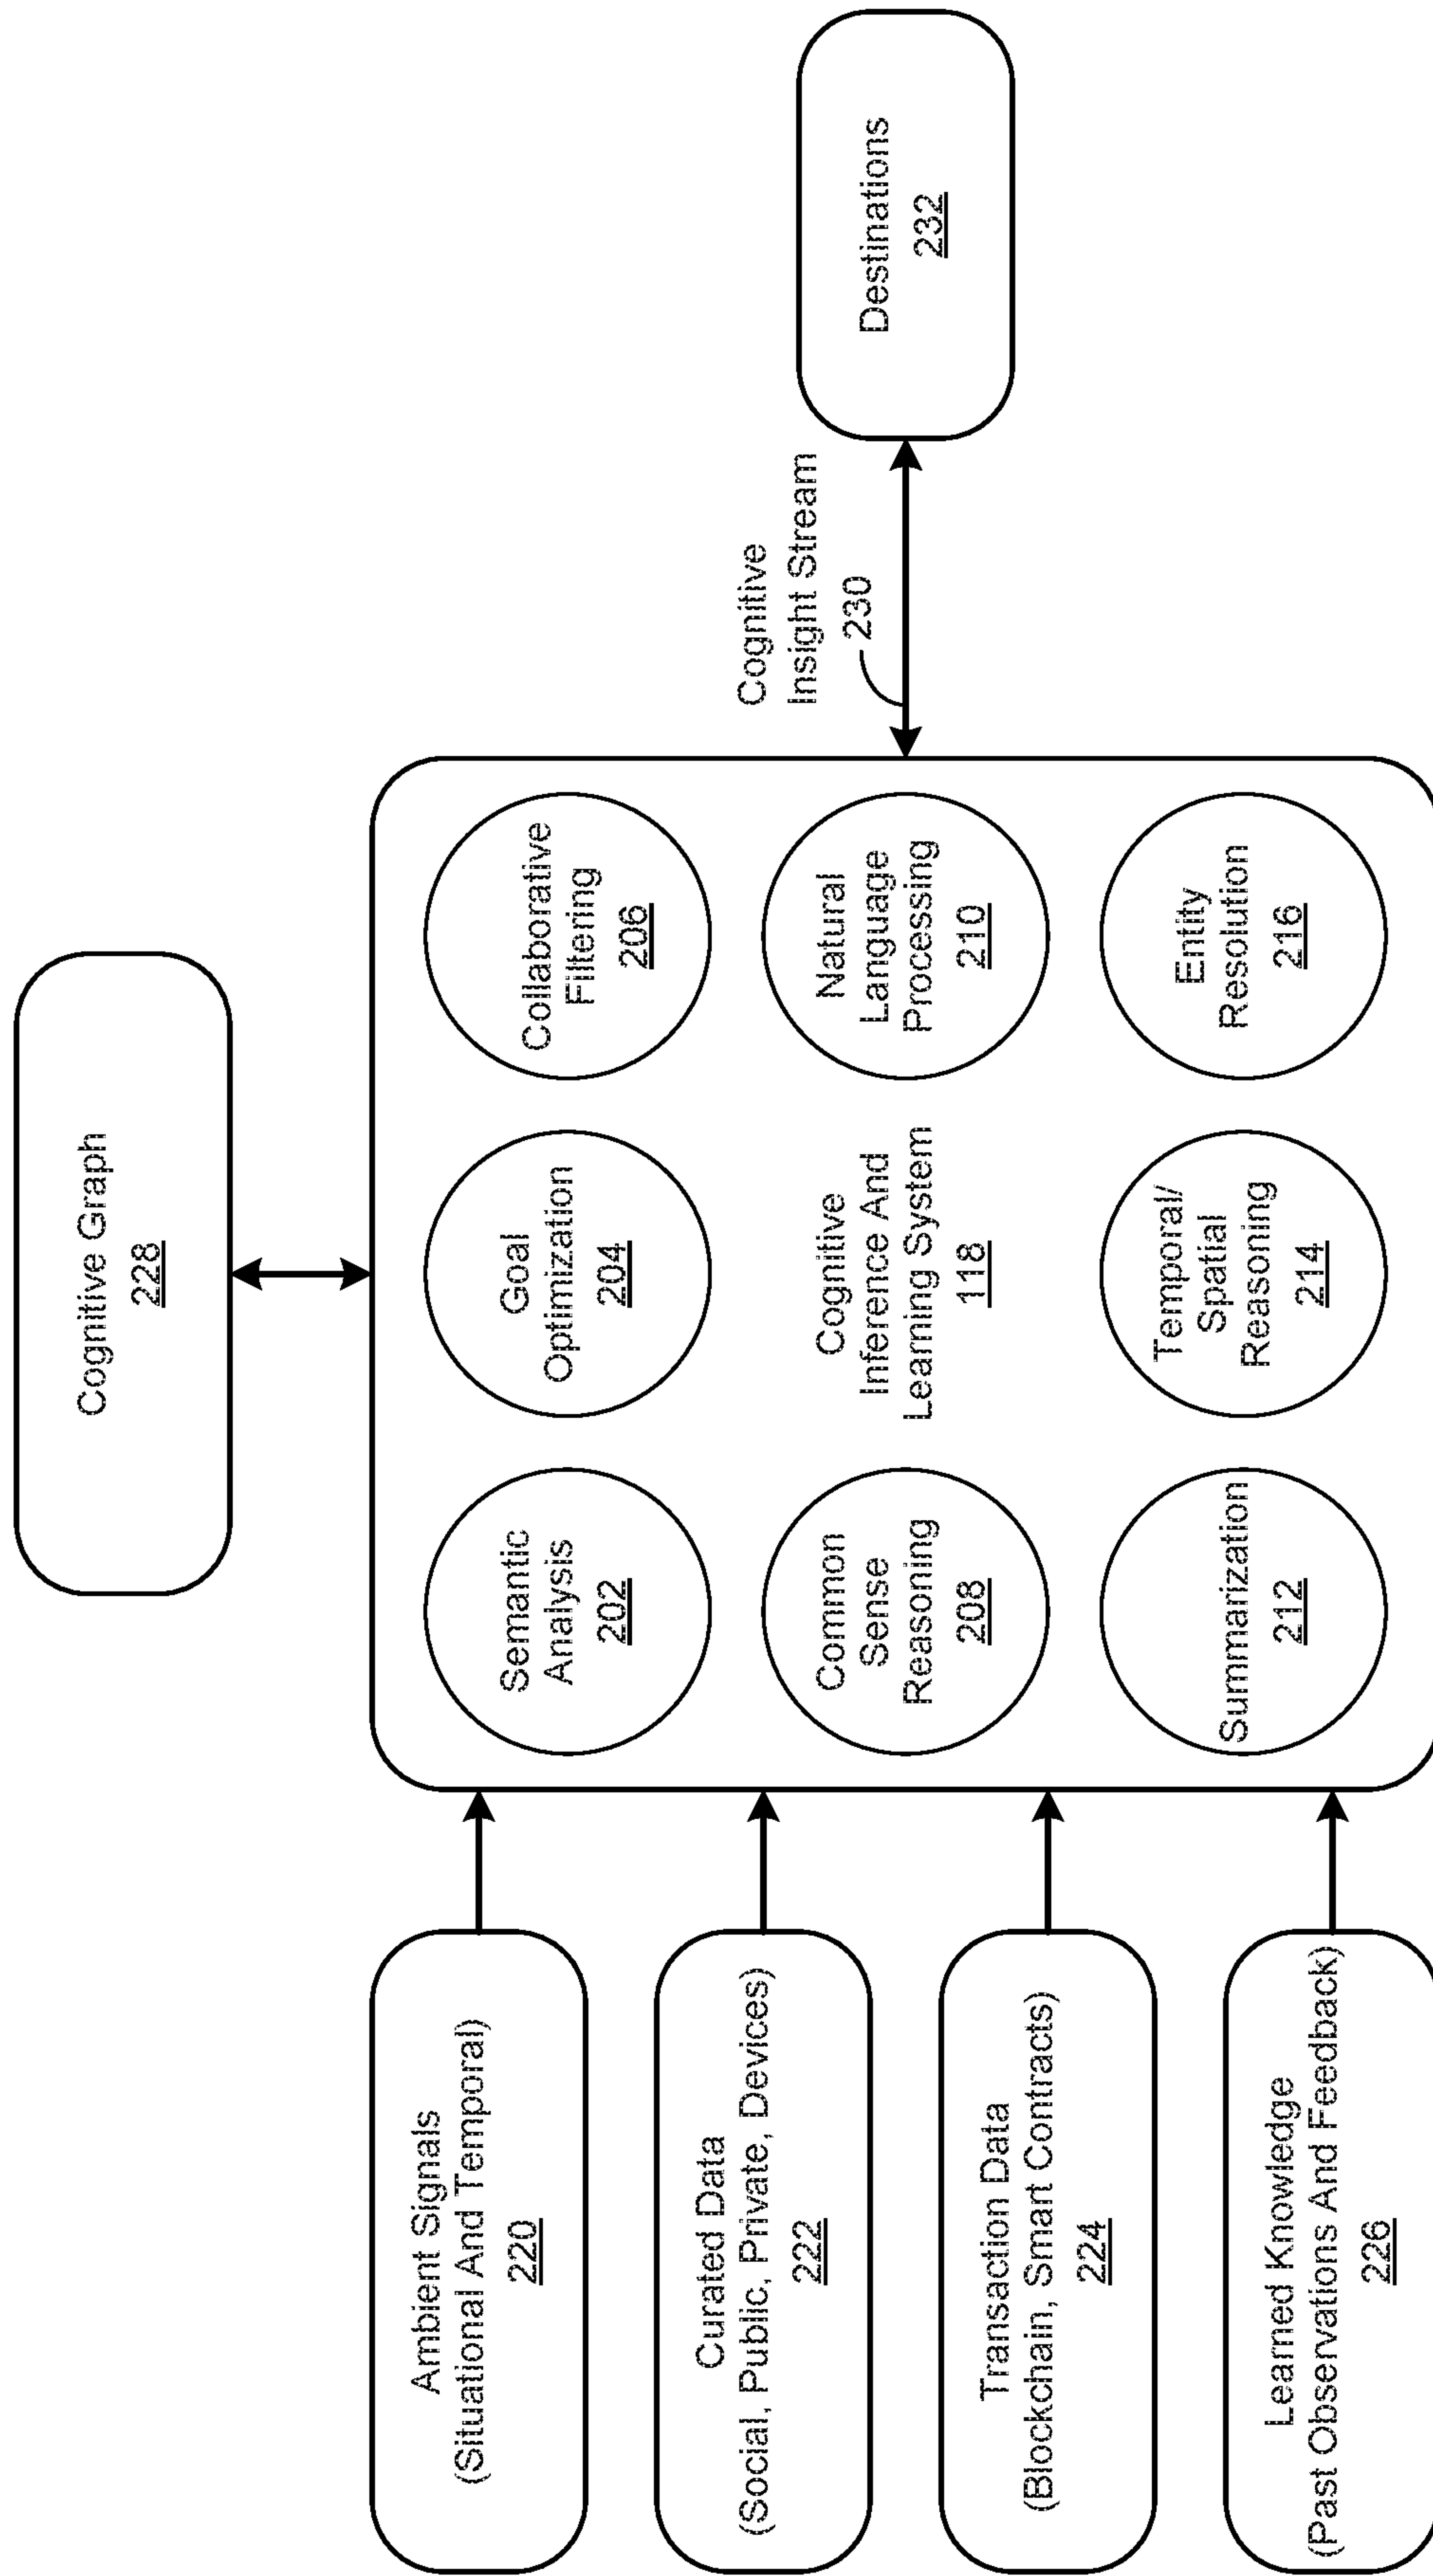 Cognitive Graph
228
Ambient Signals
(Situational And Temporal)
220
Curated Data
(Social, Public, Private, Devices)
222
Transaction Data
(Blockchain, Smart Contracts)
224
Learned Knowledge
(Past Observations And Feedback)
226
Semantic
Analysis
202
Goal
Optimization
204
Collaborative
Filtering
206
Common
Sense
Reasoning
208
Cognitive
Inference And
Learning System
118
Natural
Language
Processing
210
Summarization
212
Temporal/
Spatial
Reasoning
214
Entity
Resolution
216
Cognitive
Insight Stream
230
Destinations
232